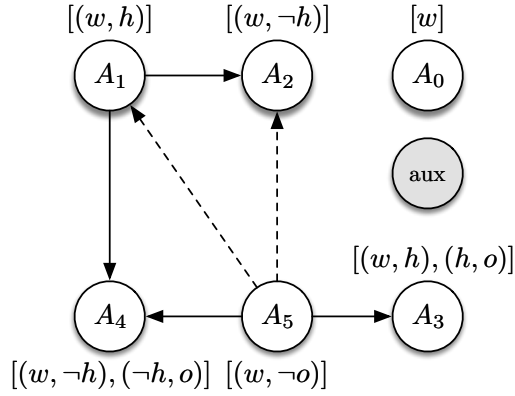 [(w, h)] [(w, ¬h)] [w]
A₁ A₂ A₀
aux
[(w, h), (h, o)]
A₄ A₅ A₃
[(w, ¬h), (¬h, o)] [(w, ¬o)]